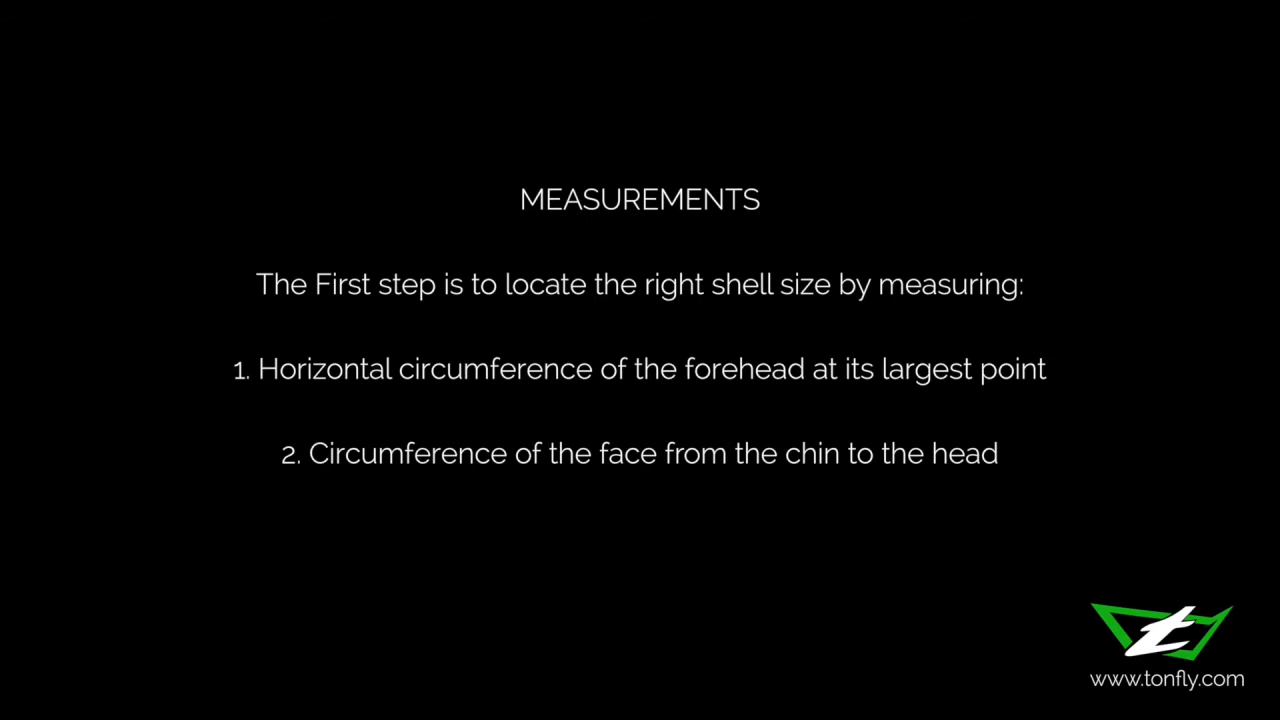 MEASUREMENTS
The First step is to locate the right shell size by measuring:
1. Horizontal circumference of the forehead at its largest point
2. Circumference of the face from the chin to the head
t
www.tonfly.com